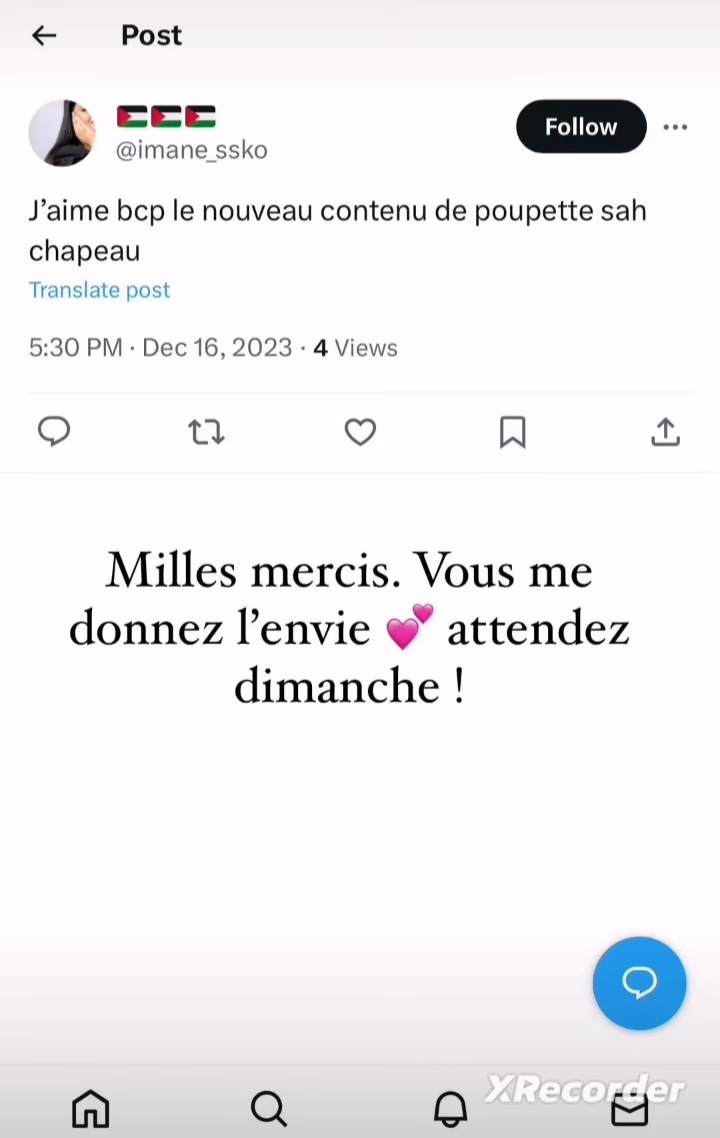 Post
🇵🇸🇵🇸🇵🇸
@imane_ssko
Follow
J’aime bcp le nouveau contenu de poupette sah
chapeau
Translate post
5:30 PM · Dec 16, 2023 · 4 Views
Milles mercis. Vous me
donnez l’envie 💕 attendez
dimanche !
XRecorder